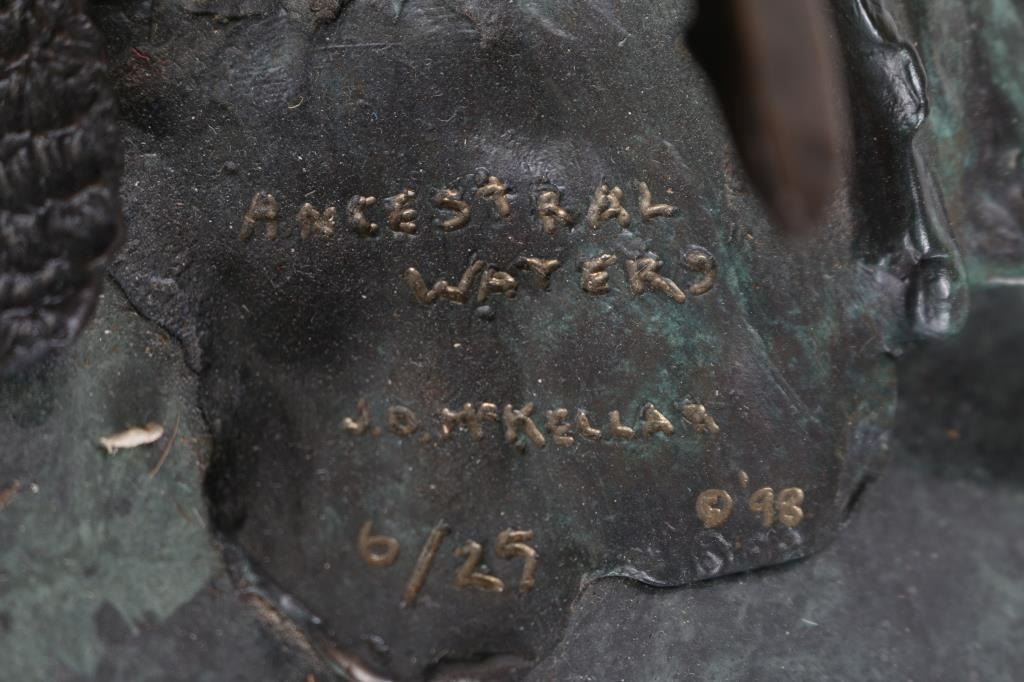 ANCESTRAL
WATERS
J.D. McKELLAR
© '98
6/25